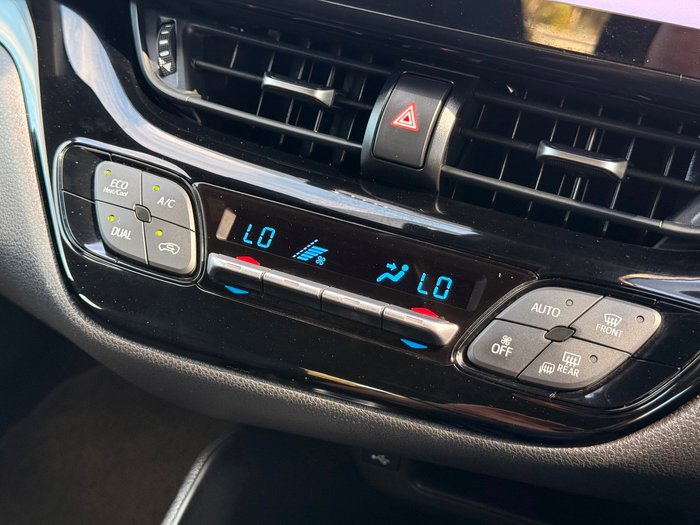 ECO
Heat/Cool
A/C
DUAL
LO
LO
AUTO
FRONT
OFF
REAR